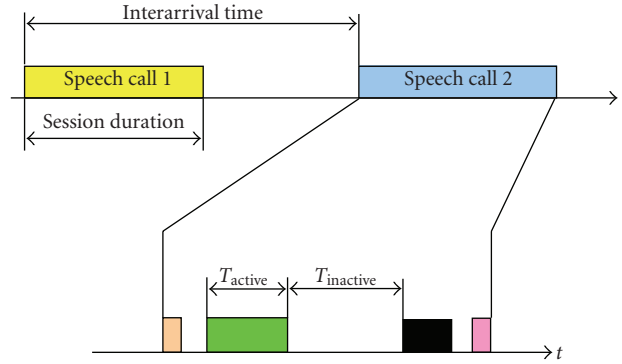 Interarrival time
Speech call 1
Speech call 2
Session duration
T_active
T_inactive
t